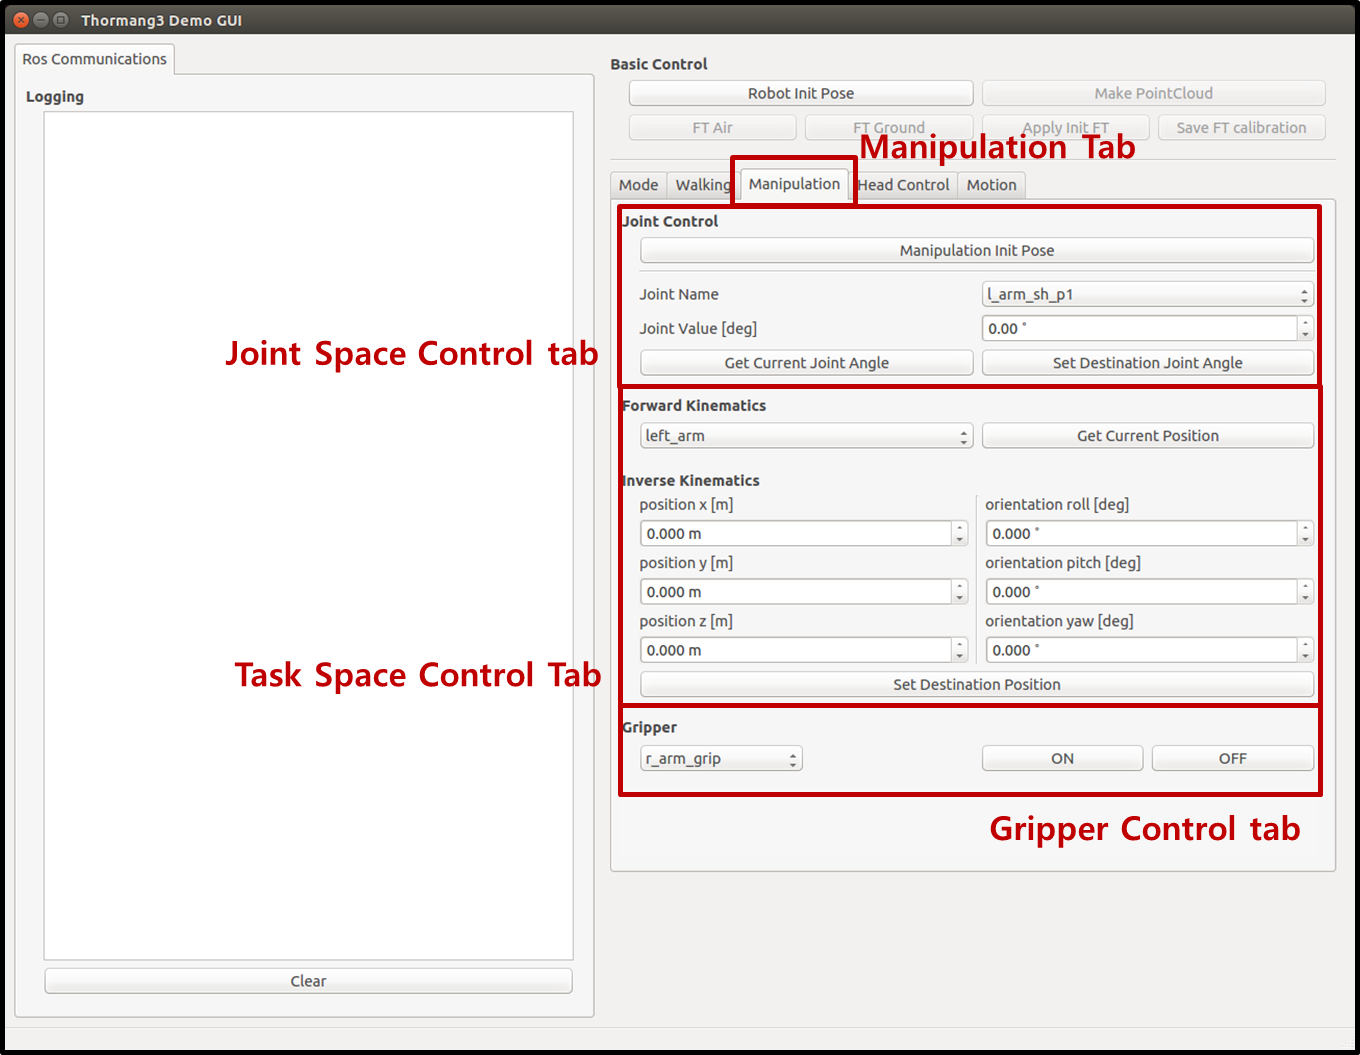 Thormang3 Demo GUI
Ros Communications
Logging
Clear
Basic Control
Robot Init Pose
Make PointCloud
FT Air
FT Ground
Apply Init FT
Save FT calibration
Manipulation Tab
Mode
Walking
Manipulation
Head Control
Motion
Joint Control
Manipulation Init Pose
Joint Name
l_arm_sh_p1
Joint Value [deg]
0.00 °
Get Current Joint Angle
Set Destination Joint Angle
Joint Space Control tab
Forward Kinematics
left_arm
Get Current Position
Inverse Kinematics
position x [m]
orientation roll [deg]
0.000 m
0.000 °
position y [m]
orientation pitch [deg]
0.000 m
0.000 °
position z [m]
orientation yaw [deg]
0.000 m
0.000 °
Set Destination Position
Task Space Control Tab
Gripper
r_arm_grip
ON
OFF
Gripper Control tab